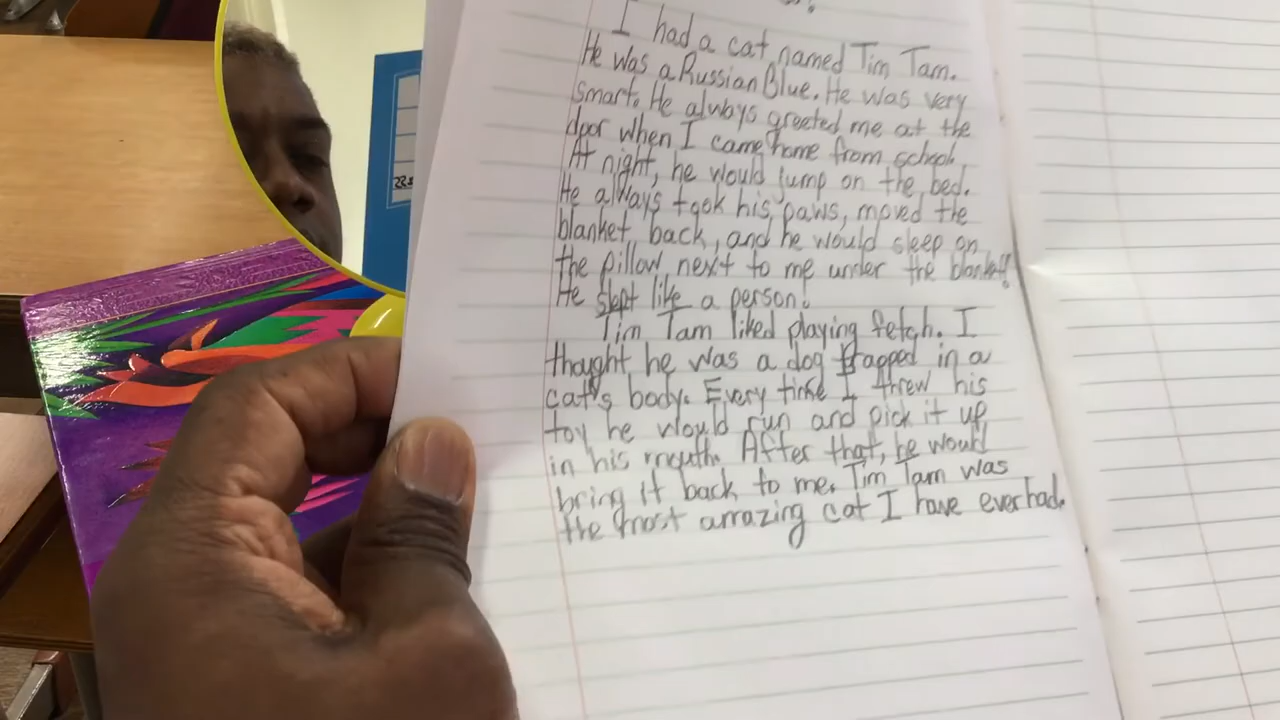 I had a cat named Tim Tam.
He was a Russian Blue. He was very
smart. He always greeted me at the
door when I came home from school.
At night, he would jump on the bed.
He always took his paws, moved the
blanket back, and he would sleep on
the pillow next to me under the blanket!
He slept like a person.
Tim Tam liked playing fetch. I
thought he was a dog trapped in a
cat's body. Every time I threw his
toy he would run and pick it up
in his mouth. After that, he would
bring it back to me. Tim Tam was
the most amazing cat I have ever had.